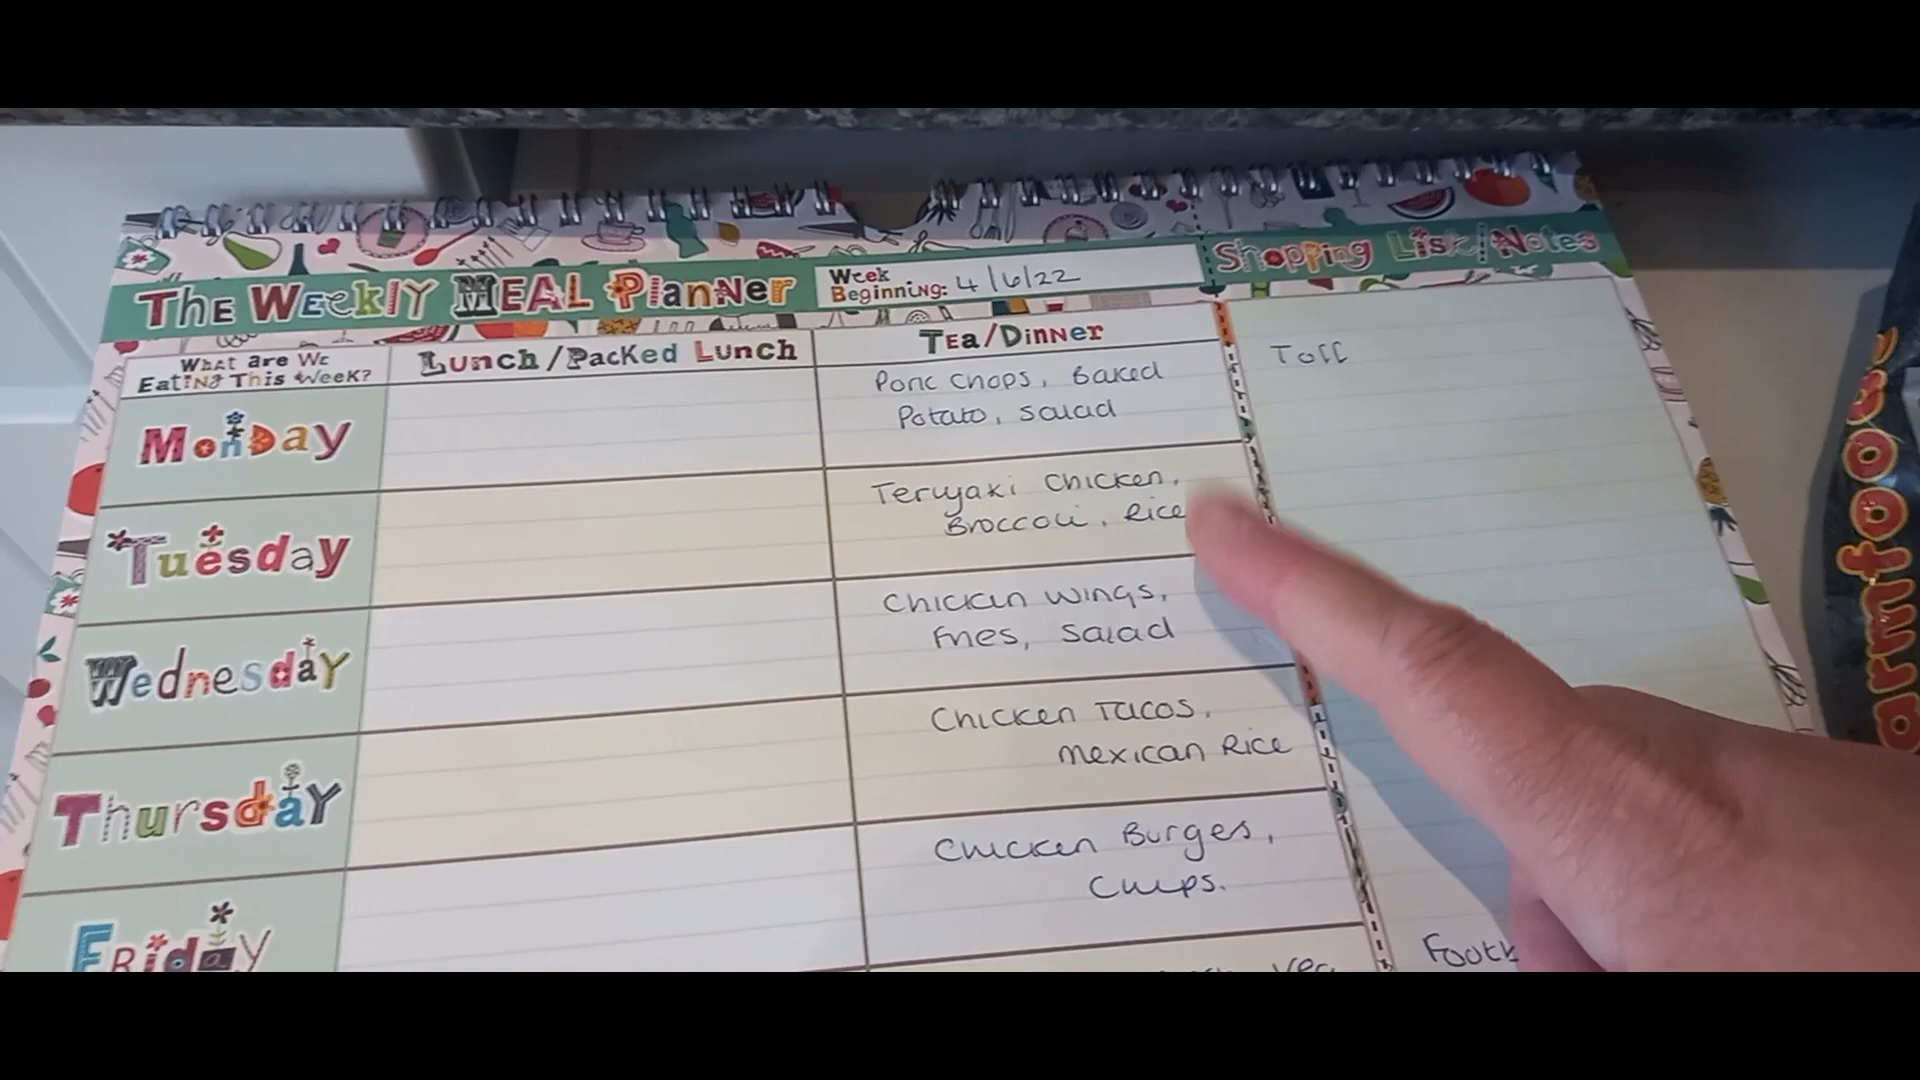 The Weekly Meal Planner
Week
Beginning: 4/6/22
Shopping List/Notes
What are We
Eating This Week?
Lunch/Packed Lunch
Tea/Dinner
Monday
Pork Chops, Baked
Potato, Salad
Tuesday
Teriyaki Chicken,
Broccoli, Rice
Wednesday
Chicken Wings,
Fries, Salad
Thursday
Chicken Tacos,
Mexican Rice
Friday
Chicken Burges,
Chips.
armfoods